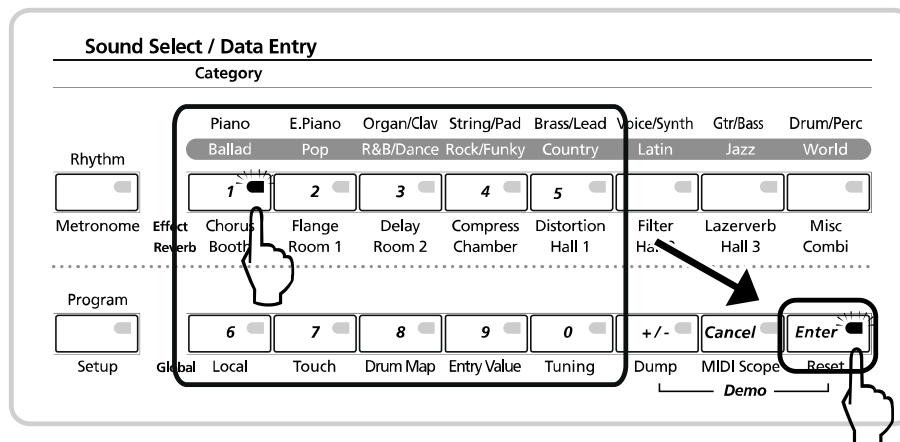 Sound Select / Data Entry
Category
Piano E.Piano Organ/Clav String/Pad Brass/Lead Voice/Synth Gtr/Bass Drum/Perc
Rhythm Ballad Pop R&B/Dance Rock/Funky Country Latin Jazz World
1 2 3 4 5
Metronome Effect Chorus Flange Delay Compress Distortion Filter Lazerverb Misc
Reverb Booth Room 1 Room 2 Chamber Hall 1 Hall 3 Combi
Program
6 7 8 9 0 +/- Cancel Enter
Setup Global Local Touch Drum Map Entry Value Tuning Dump MIDI Scope Reset
Demo